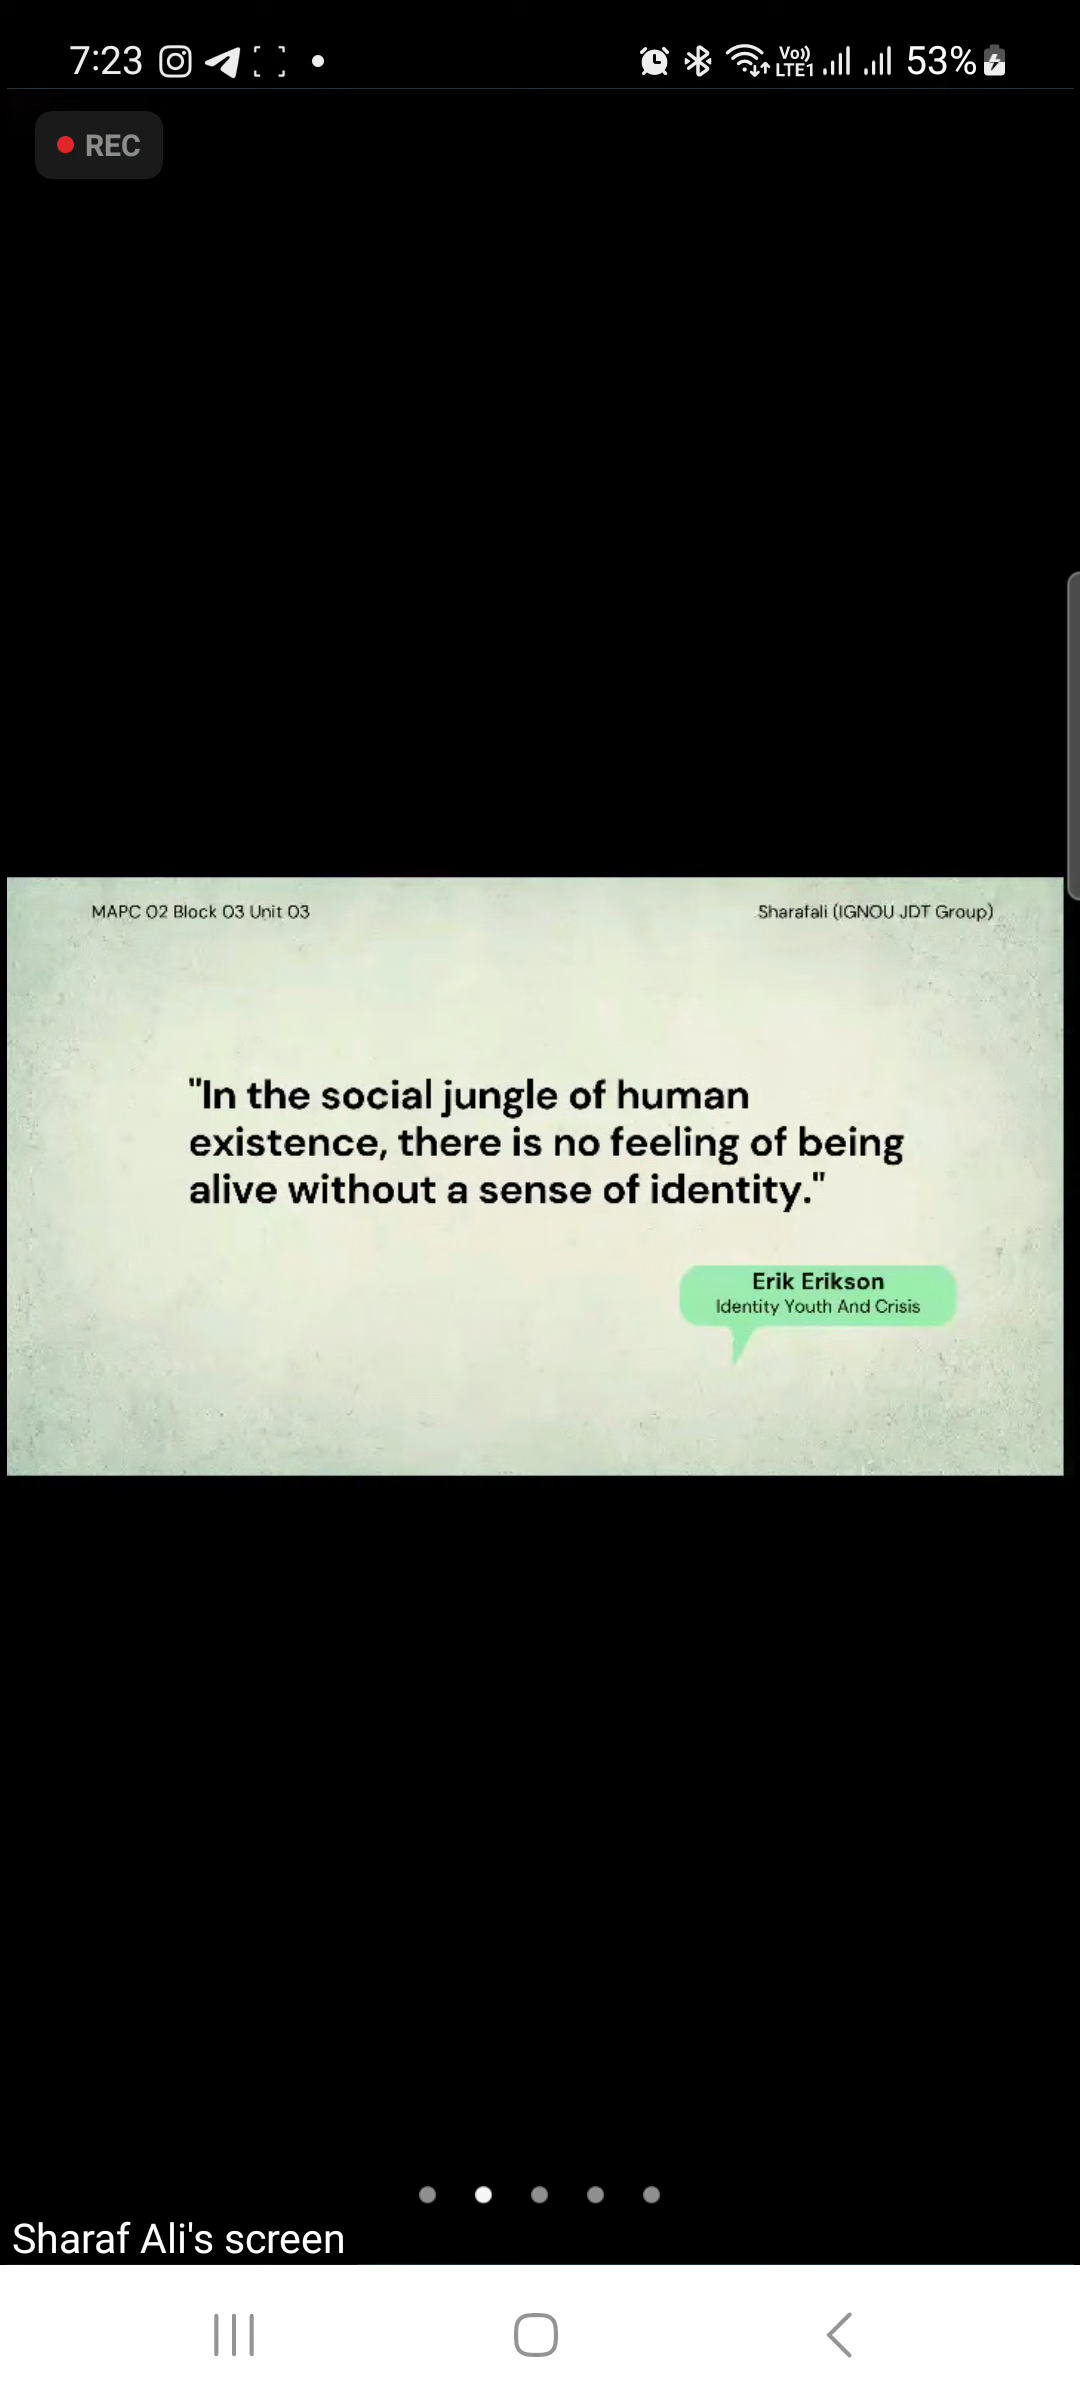 7:23
Vo))
LTE1
53%
REC
MAPC 02 Block 03 Unit 03
Sharafali (IGNOU JDT Group)
"In the social jungle of human
existence, there is no feeling of being
alive without a sense of identity."
Erik Erikson
Identity Youth And Crisis
Sharaf Ali's screen